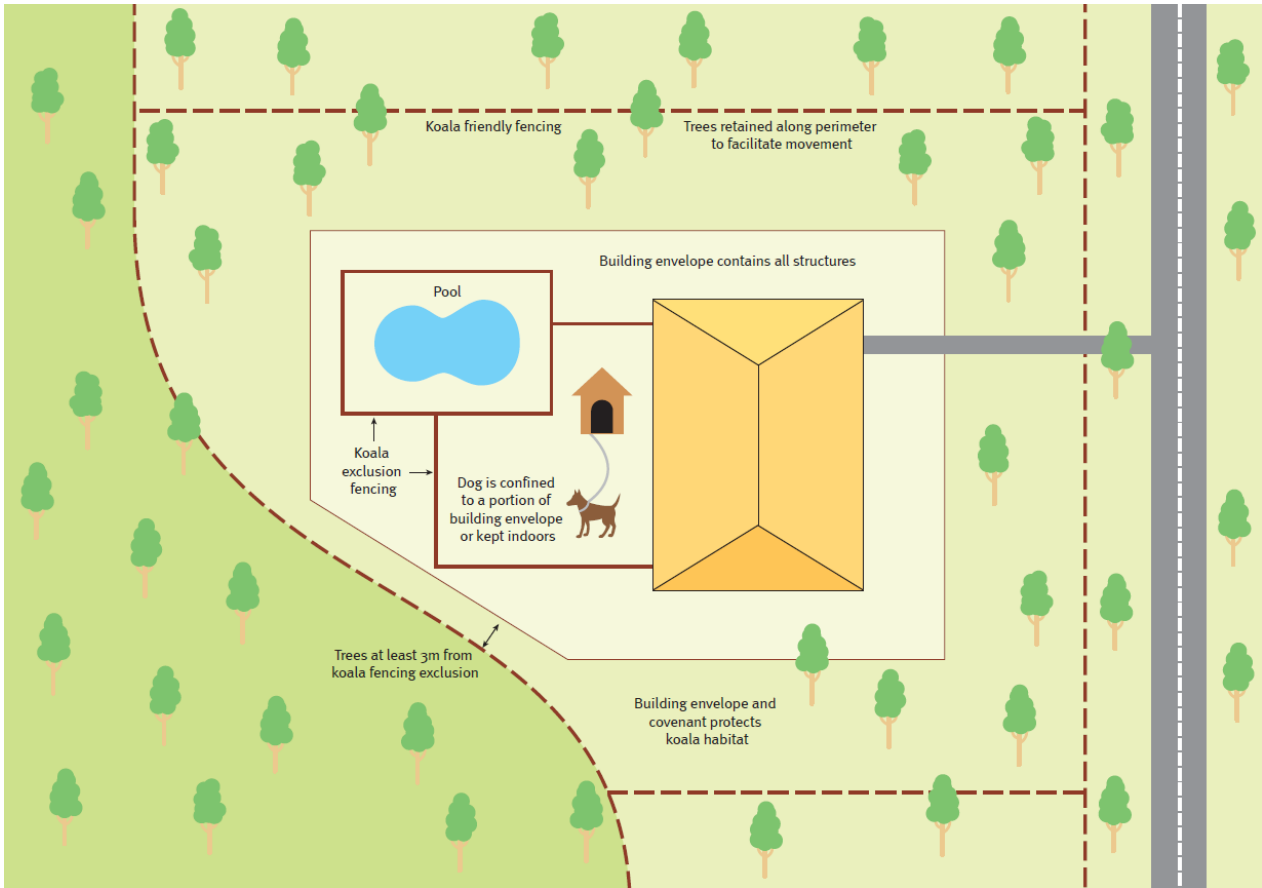 Koala friendly fencing
Trees retained along perimeter
to facilitate movement
Building envelope contains all structures
Pool
Koala
exclusion
fencing
Dog is confined
to a portion of
building envelope
or kept indoors
Trees at least 3m from
koala fencing exclusion
Building envelope and
covenant protects
koala habitat